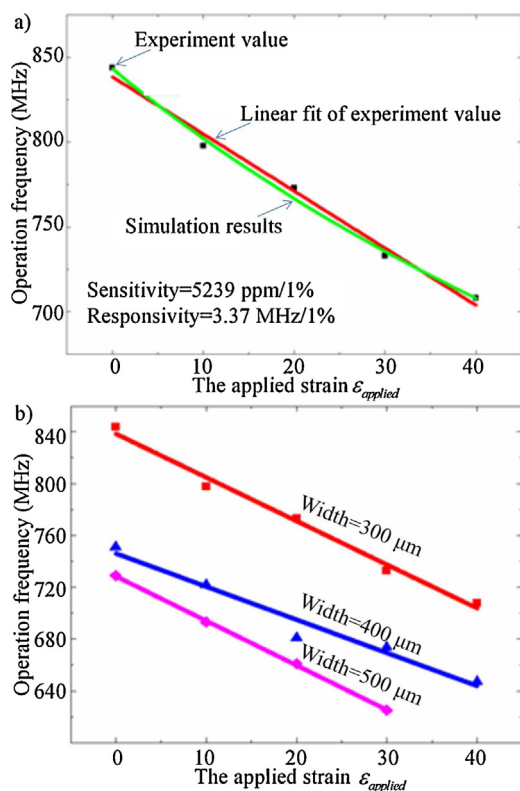 a)
Operation frequency (MHz)
850
800
750
700
Experiment value
Linear fit of experiment value
Simulation results
Sensitivity=5239 ppm/1%
Responsivity=3.37 MHz/1%
0 10 20 30 40
The applied strain εapplied
b)
Operation frequency (MHz)
840
800
760
720
680
640
Width=300 μm
Width=400 μm
Width=500 μm
0 10 20 30 40
The applied strain εapplied